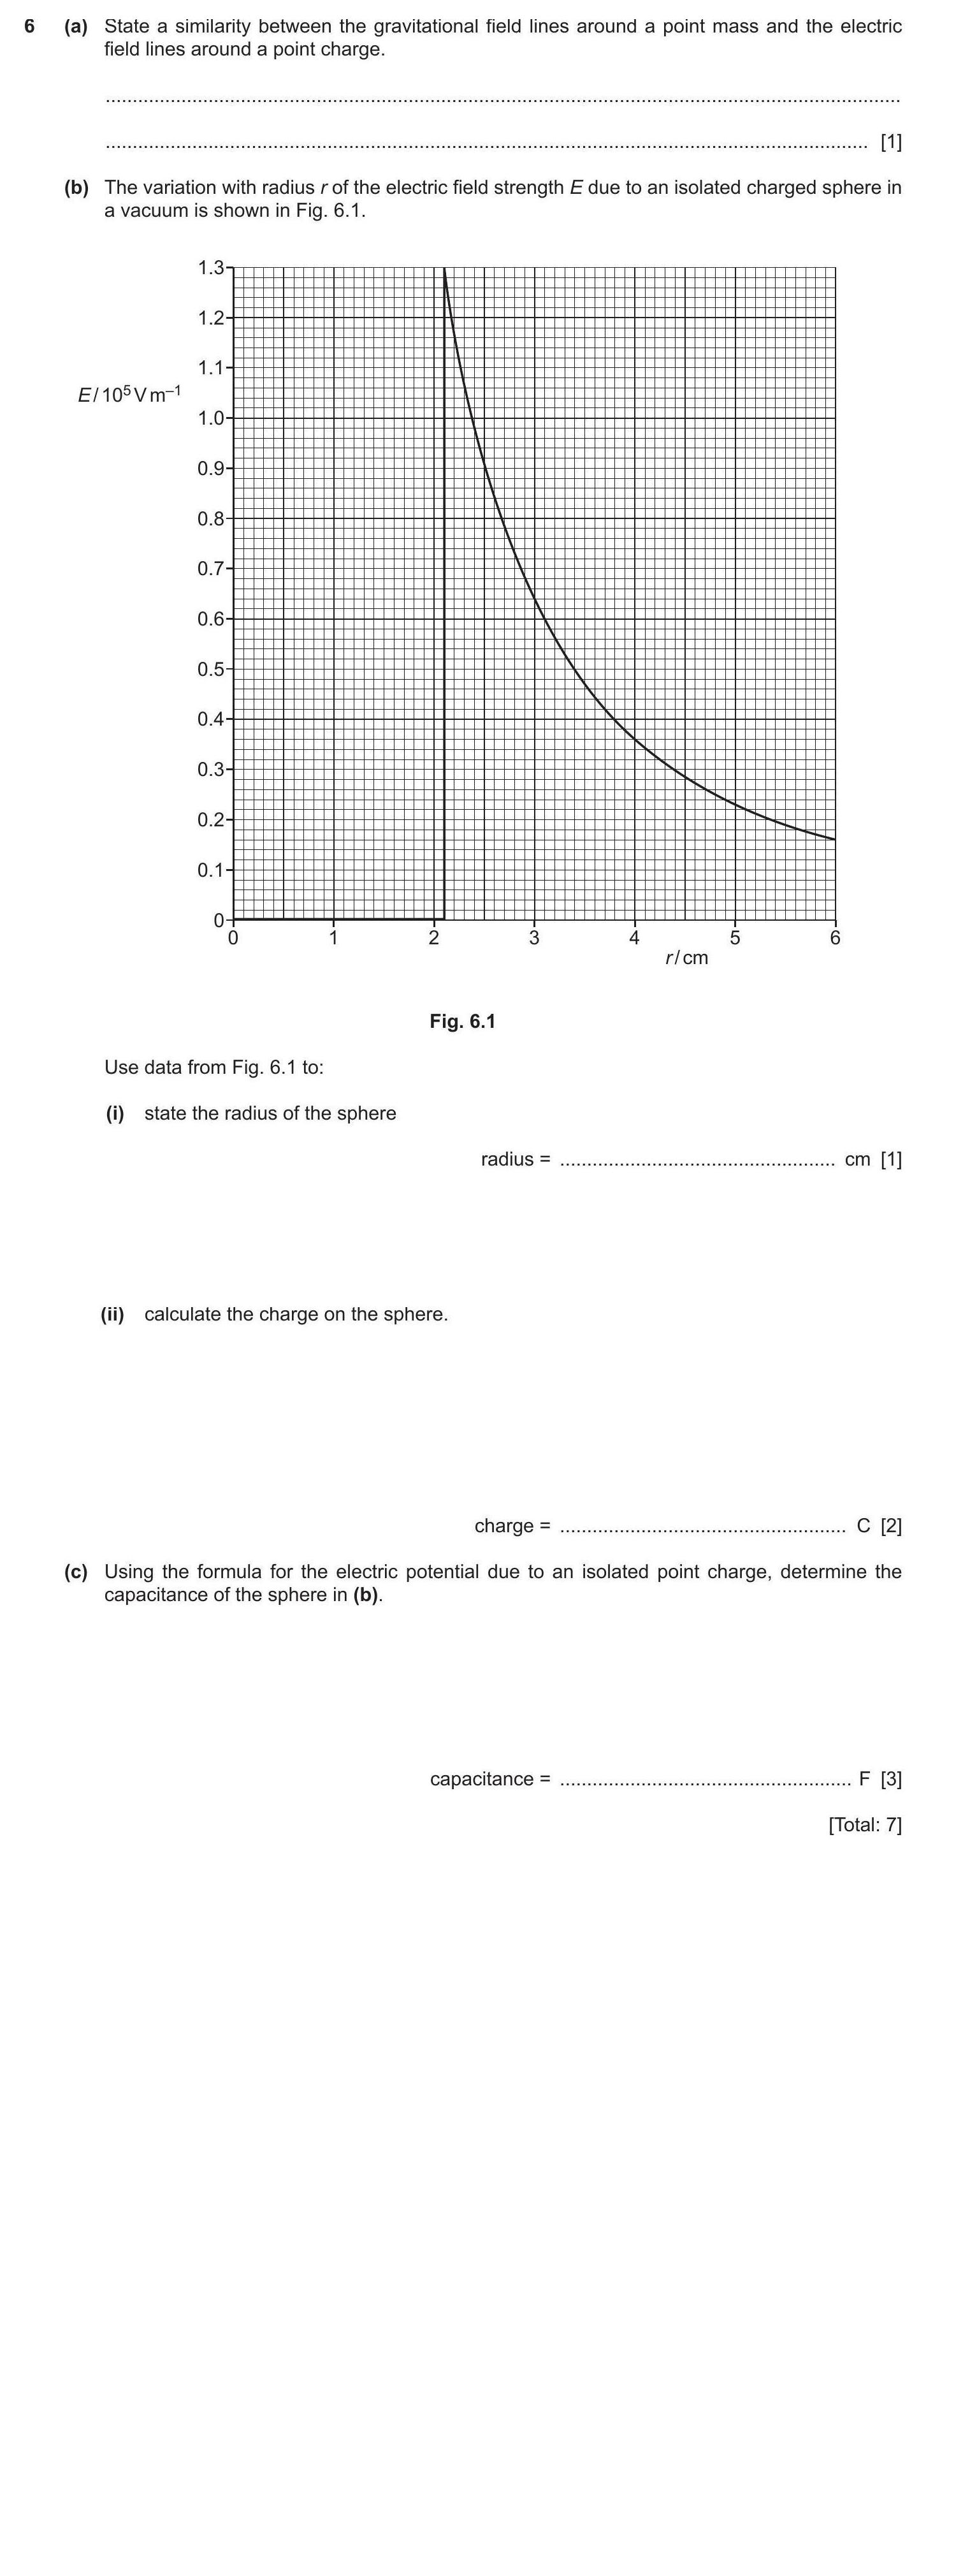 6 (a) State a similarity between the gravitational field lines around a point mass and the electric
field lines around a point charge.
..........................................................................................................................................
.................................................................................................................................... [1]
(b) The variation with radius r of the electric field strength E due to an isolated charged sphere in
a vacuum is shown in Fig. 6.1.
1.3
1.2
1.1
E / 10⁵ V m⁻¹
1.0
0.9
0.8
0.7
0.6
0.5
0.4
0.3
0.2
0.1
0
0 1 2 3 4 5 6
r / cm
Fig. 6.1
Use data from Fig. 6.1 to:
(i) state the radius of the sphere
radius = .................................................... cm [1]
(ii) calculate the charge on the sphere.
charge = ...................................................... C [2]
(c) Using the formula for the electric potential due to an isolated point charge, determine the
capacitance of the sphere in (b).
capacitance = ....................................................... F [3]
[Total: 7]